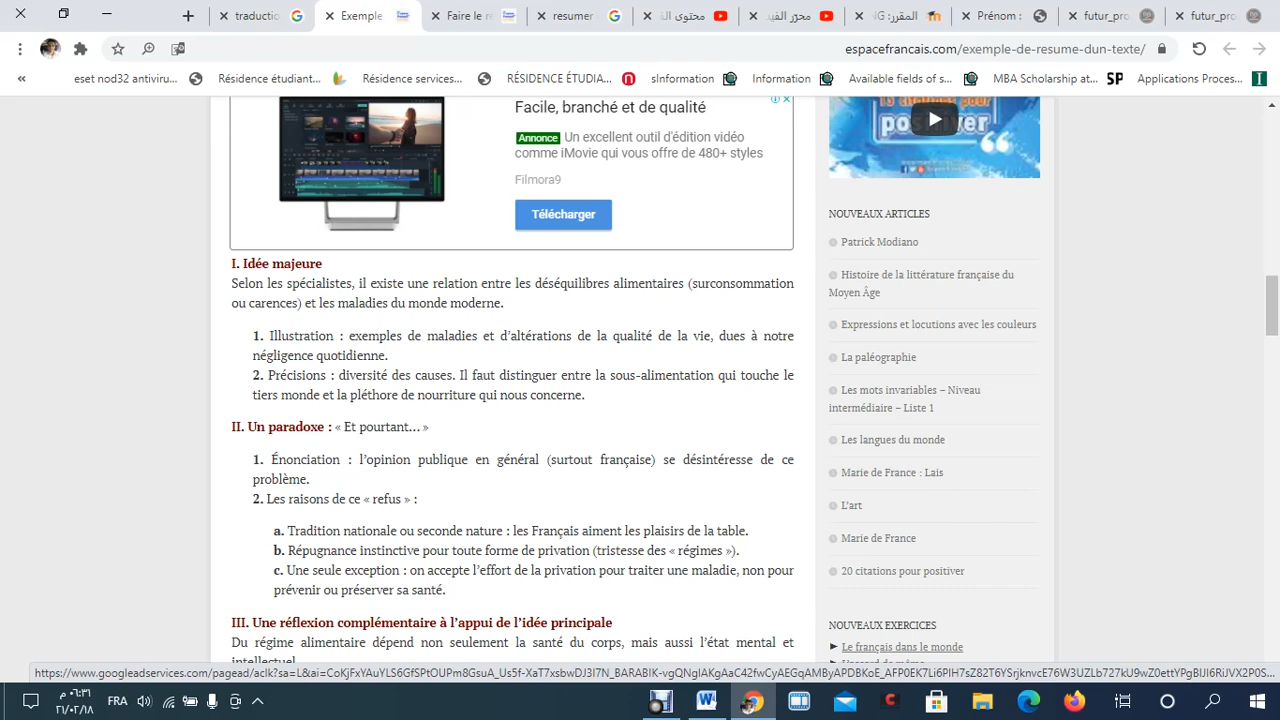 traductio
Exemple
Faire le r
resumer
محتوى الق
محرّر الفيد
المقرر: NG
Prénom :
futur_pro
futur_pro
espacefrancais.com/exemple-de-resume-dun-texte/
«
eset nod32 antiviru...
Résidence étudiant...
Résidence services...
RÉSIDENCE ÉTUDIA...
sInformation
Information
Available fields of s...
MBA Scholarship at...
SP
Applications Proces...
Facile, branché et de qualité
Annonce Un excellent outil d'édition vidéo
comme iMovie qui vous offre de 480+ styles
Filmora9
Télécharger
I. Idée majeure
Selon les spécialistes, il existe une relation entre les déséquilibres alimentaires (surconsommation
ou carences) et les maladies du monde moderne.
1. Illustration : exemples de maladies et d’altérations de la qualité de la vie, dues à notre
négligence quotidienne.
2. Précisions : diversité des causes. Il faut distinguer entre la sous-alimentation qui touche le
tiers monde et la pléthore de nourriture qui nous concerne.
II. Un paradoxe : « Et pourtant… »
1. Énonciation : l’opinion publique en général (surtout française) se désintéresse de ce
problème.
2. Les raisons de ce « refus » :
a. Tradition nationale ou seconde nature : les Français aiment les plaisirs de la table.
b. Répugnance instinctive pour toute forme de privation (tristesse des « régimes »).
c. Une seule exception : on accepte l’effort de la privation pour traiter une maladie, non pour
prévenir ou préserver sa santé.
III. Une réflexion complémentaire à l’appui de l’idée principale
Du régime alimentaire dépend non seulement la santé du corps, mais aussi l’état mental et
intellectuel
positiver
NOUVEAUX ARTICLES
Patrick Modiano
Histoire de la littérature française du
Moyen Âge
Expressions et locutions avec les couleurs
La paléographie
Les mots invariables – Niveau
intermédiaire – Liste 1
Les langues du monde
Marie de France : Lais
L’art
Marie de France
20 citations pour positiver
NOUVEAUX EXERCICES
Le français dans le monde
FRA
٠٦:٣١ م
٢١/٠٢/٠٨